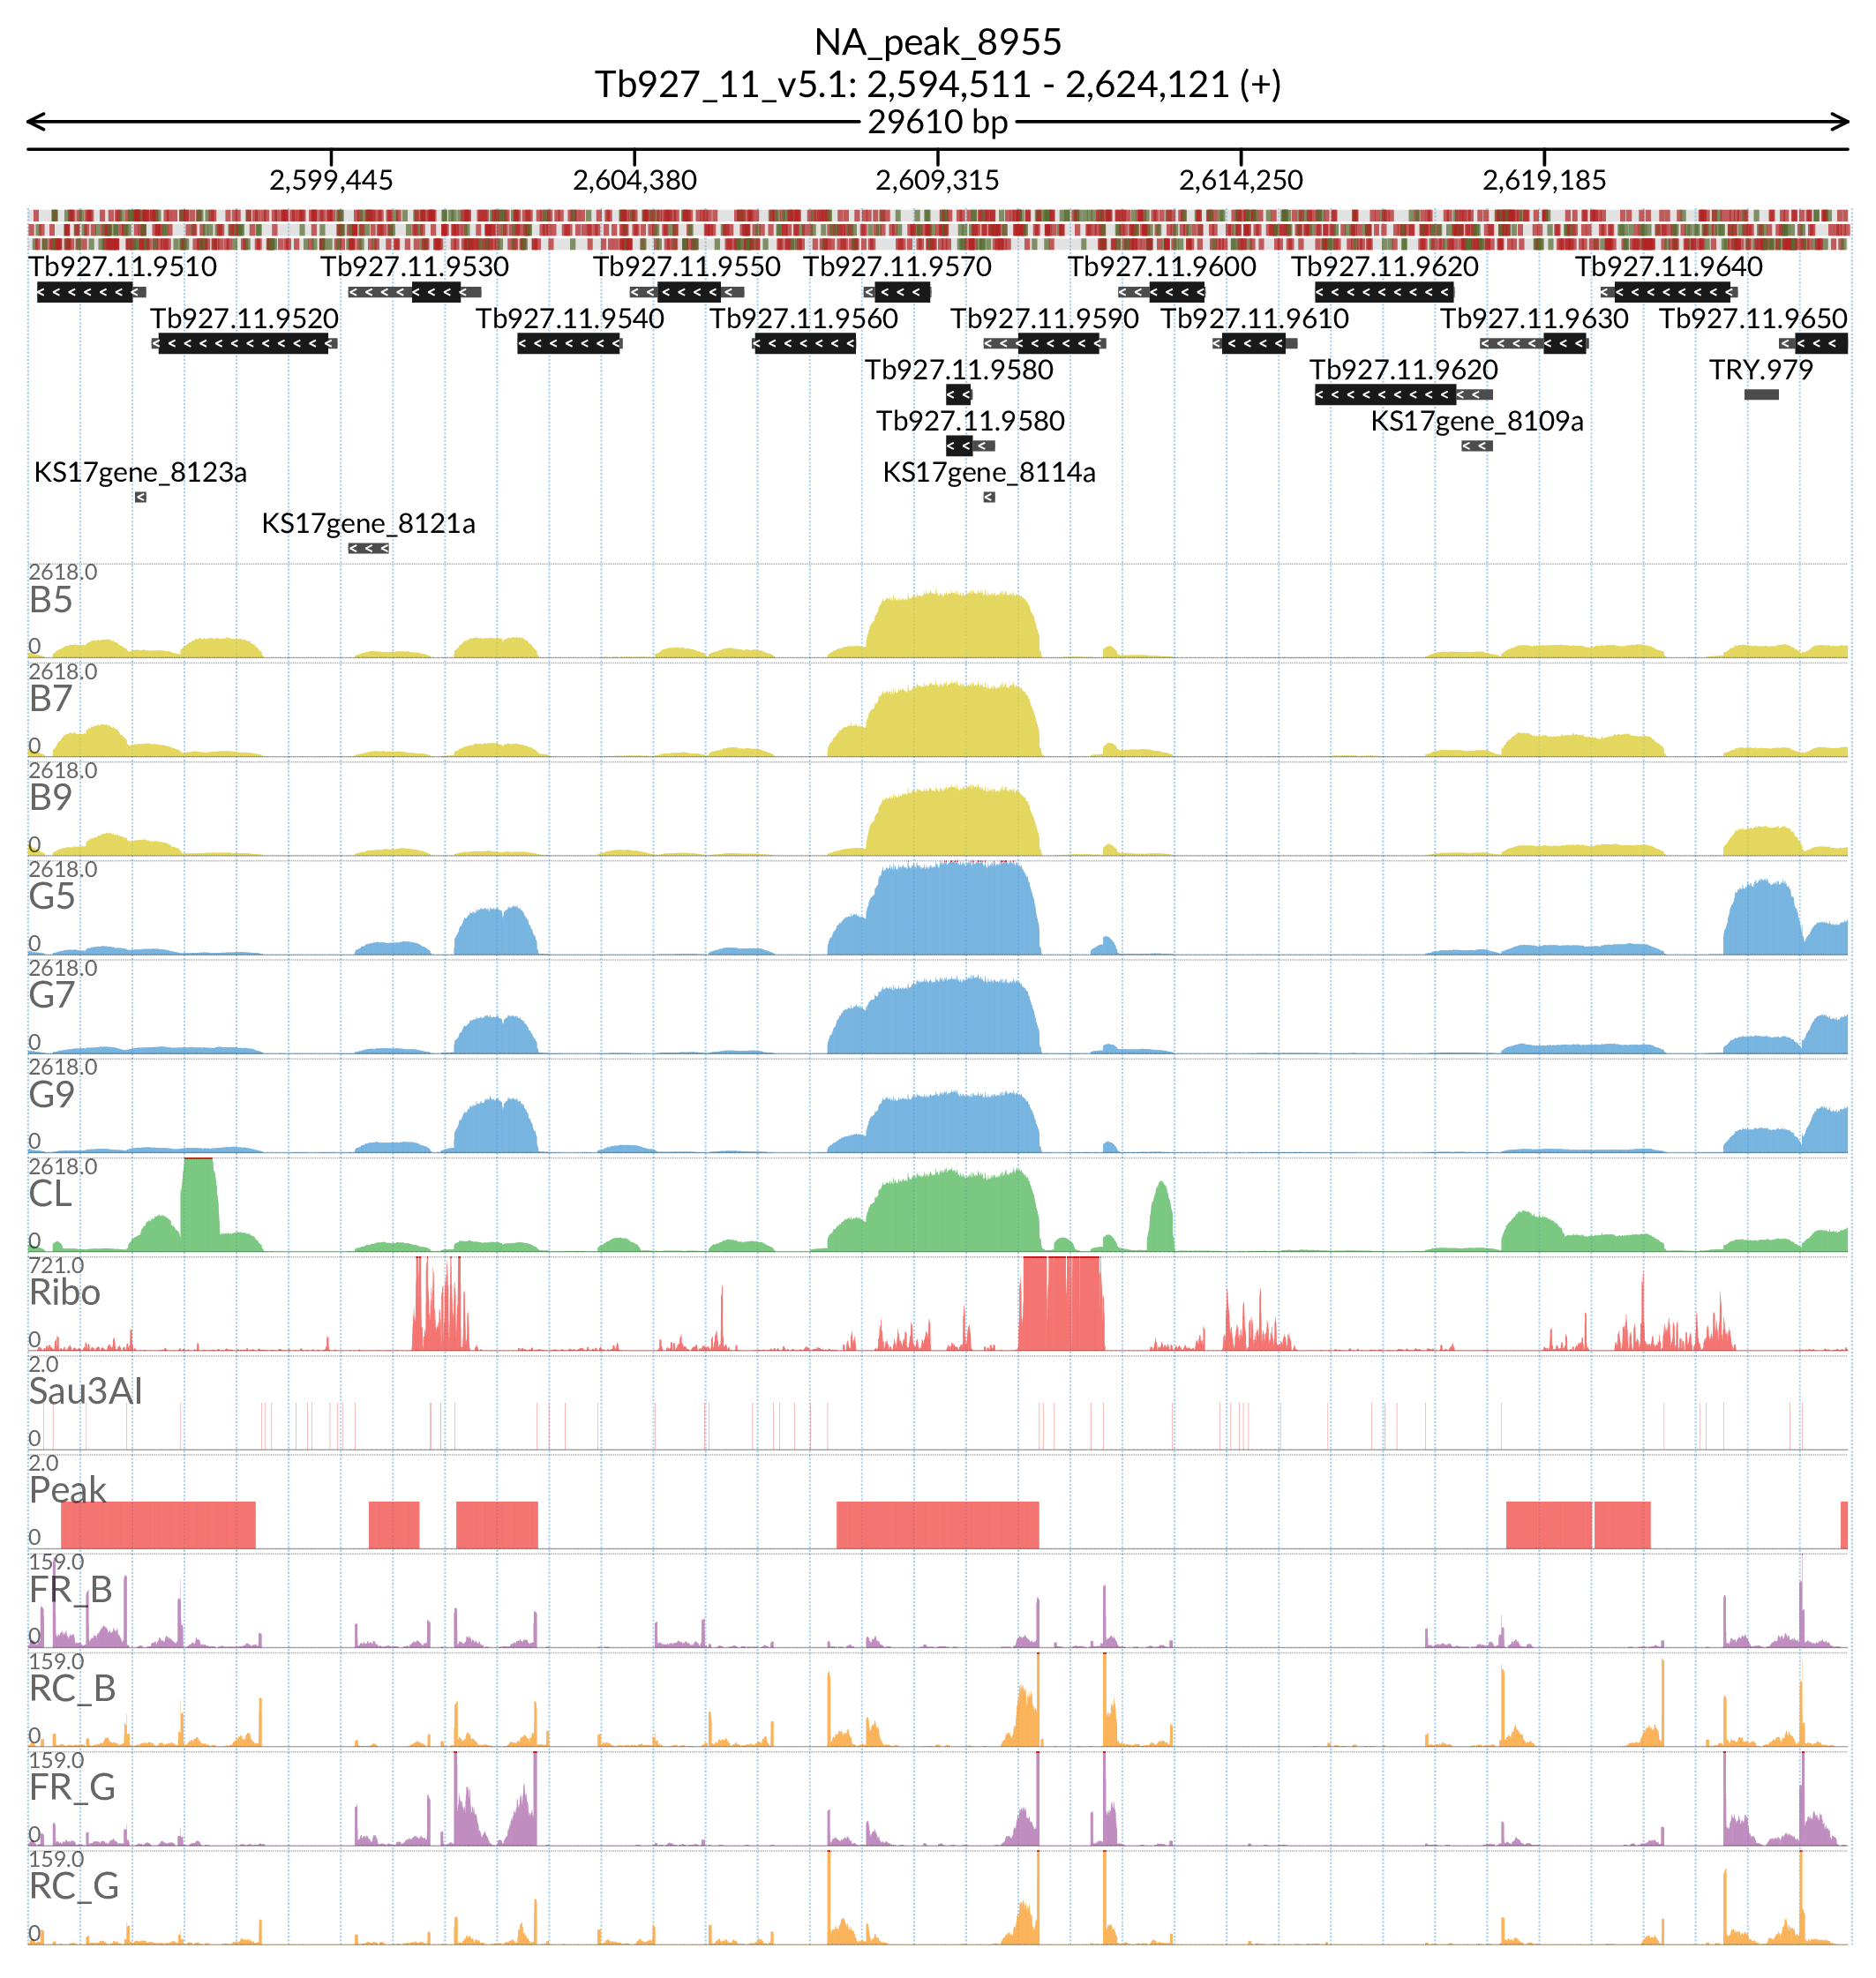 NA_peak_8955
Tb927_11_v5.1: 2,594,511 - 2,624,121 (+)
29610 bp
2,599,445 2,604,380 2,609,315 2,614,250 2,619,185
Tb927.11.9510 Tb927.11.9530 Tb927.11.9550 Tb927.11.9570 Tb927.11.9600 Tb927.11.9620 Tb927.11.9640
Tb927.11.9520 Tb927.11.9540 Tb927.11.9560 Tb927.11.9590 Tb927.11.9610 Tb927.11.9630 Tb927.11.9650
Tb927.11.9580 Tb927.11.9620 TRY.979
Tb927.11.9580 KS17gene_8109a
KS17gene_8123a KS17gene_8114a
KS17gene_8121a
2618.0
B5
0
2618.0
B7
0
2618.0
B9
0
2618.0
G5
0
2618.0
G7
0
2618.0
G9
0
2618.0
CL
0
721.0
Ribo
0
2.0
Sau3AI
0
2.0
Peak
0
159.0
FR_B
0
159.0
RC_B
0
159.0
FR_G
0
159.0
RC_G
0